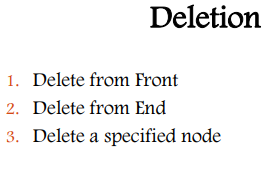 Deletion
1. Delete from Front
2. Delete from End
3. Delete a specified node